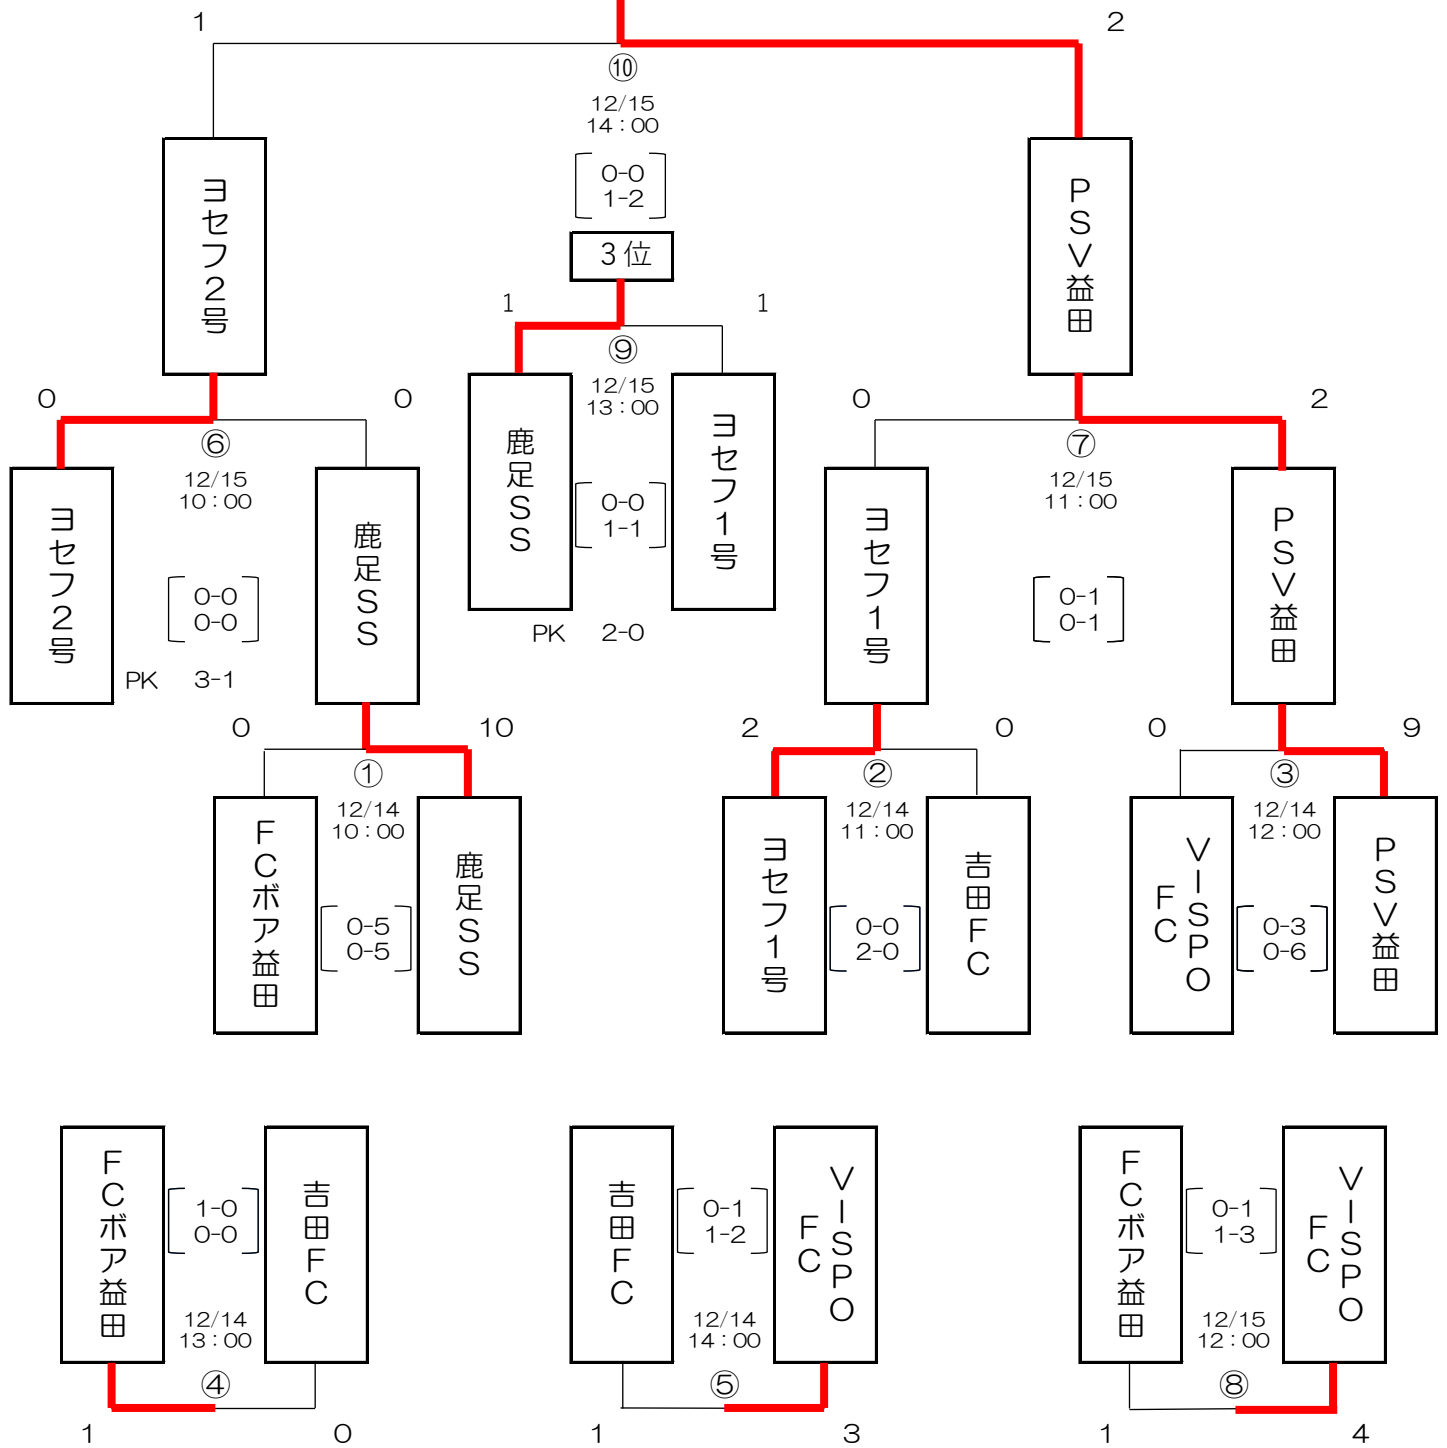 1
2
⑩
12/15
14：00
0-0
1-2
ヨセフ2号
PSV益田
3位
1
1
⑨
12/15
13：00
鹿足SS
0-0
1-1
ヨセフ1号
PK 2-0
0
0
⑥
12/15
10：00
ヨセフ2号
0-0
0-0
鹿足SS
PK 3-1
0
2
⑦
12/15
11：00
ヨセフ1号
0-1
0-1
PSV益田
0
10
①
12/14
10：00
FCボア益田
0-5
0-5
鹿足SS
2
0
②
12/14
11：00
ヨセフ1号
0-0
2-0
吉田FC
0
9
③
12/14
12：00
VISPO
FC
0-3
0-6
PSV益田
FCボア益田
1-0
0-0
吉田FC
12/14
13：00
④
1
0
吉田FC
0-1
1-2
VISPO
FC
12/14
14：00
⑤
1
3
FCボア益田
0-1
1-3
VISPO
FC
12/15
12：00
⑧
1
4